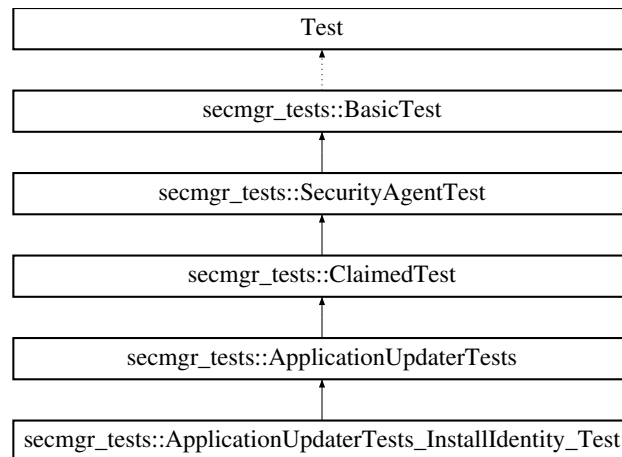 Test
secmgr_tests::BasicTest
secmgr_tests::SecurityAgentTest
secmgr_tests::ClaimedTest
secmgr_tests::ApplicationUpdaterTests
secmgr_tests::ApplicationUpdaterTests_InstallIdentity_Test